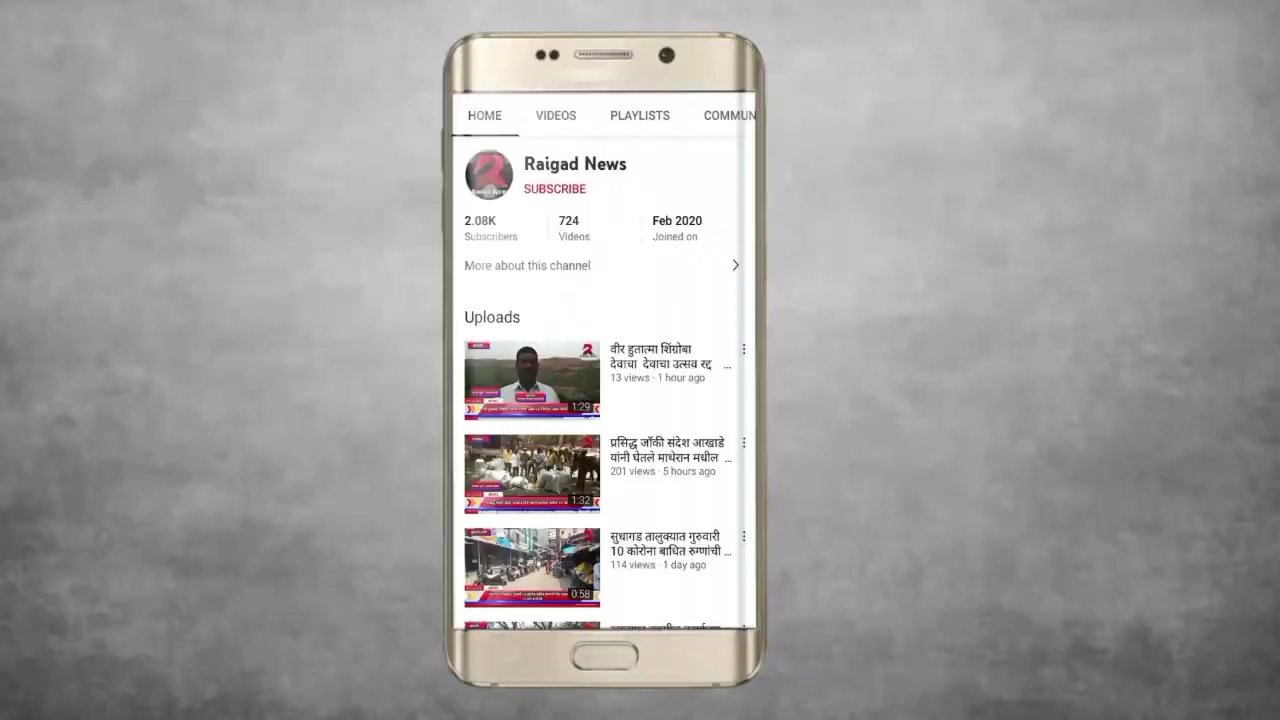 HOME VIDEOS PLAYLISTS COMMUN
Raigad News
SUBSCRIBE
2.08K 724 Feb 2020
Subscribers Videos Joined on
More about this channel
Uploads
वीर हुतात्मा शिंग्रोबा
देवाचा देवाचा उत्सव रद्द ...
13 views · 1 hour ago
1:29
प्रसिद्ध जॉकी संदेश आखाडे
यांनी घेतले माथेरान मधील ...
201 views · 5 hours ago
1:32
सुधागड तालुक्यात गुरुवारी
10 कोरोना बाधित रुग्णांची ...
114 views · 1 day ago
0:58